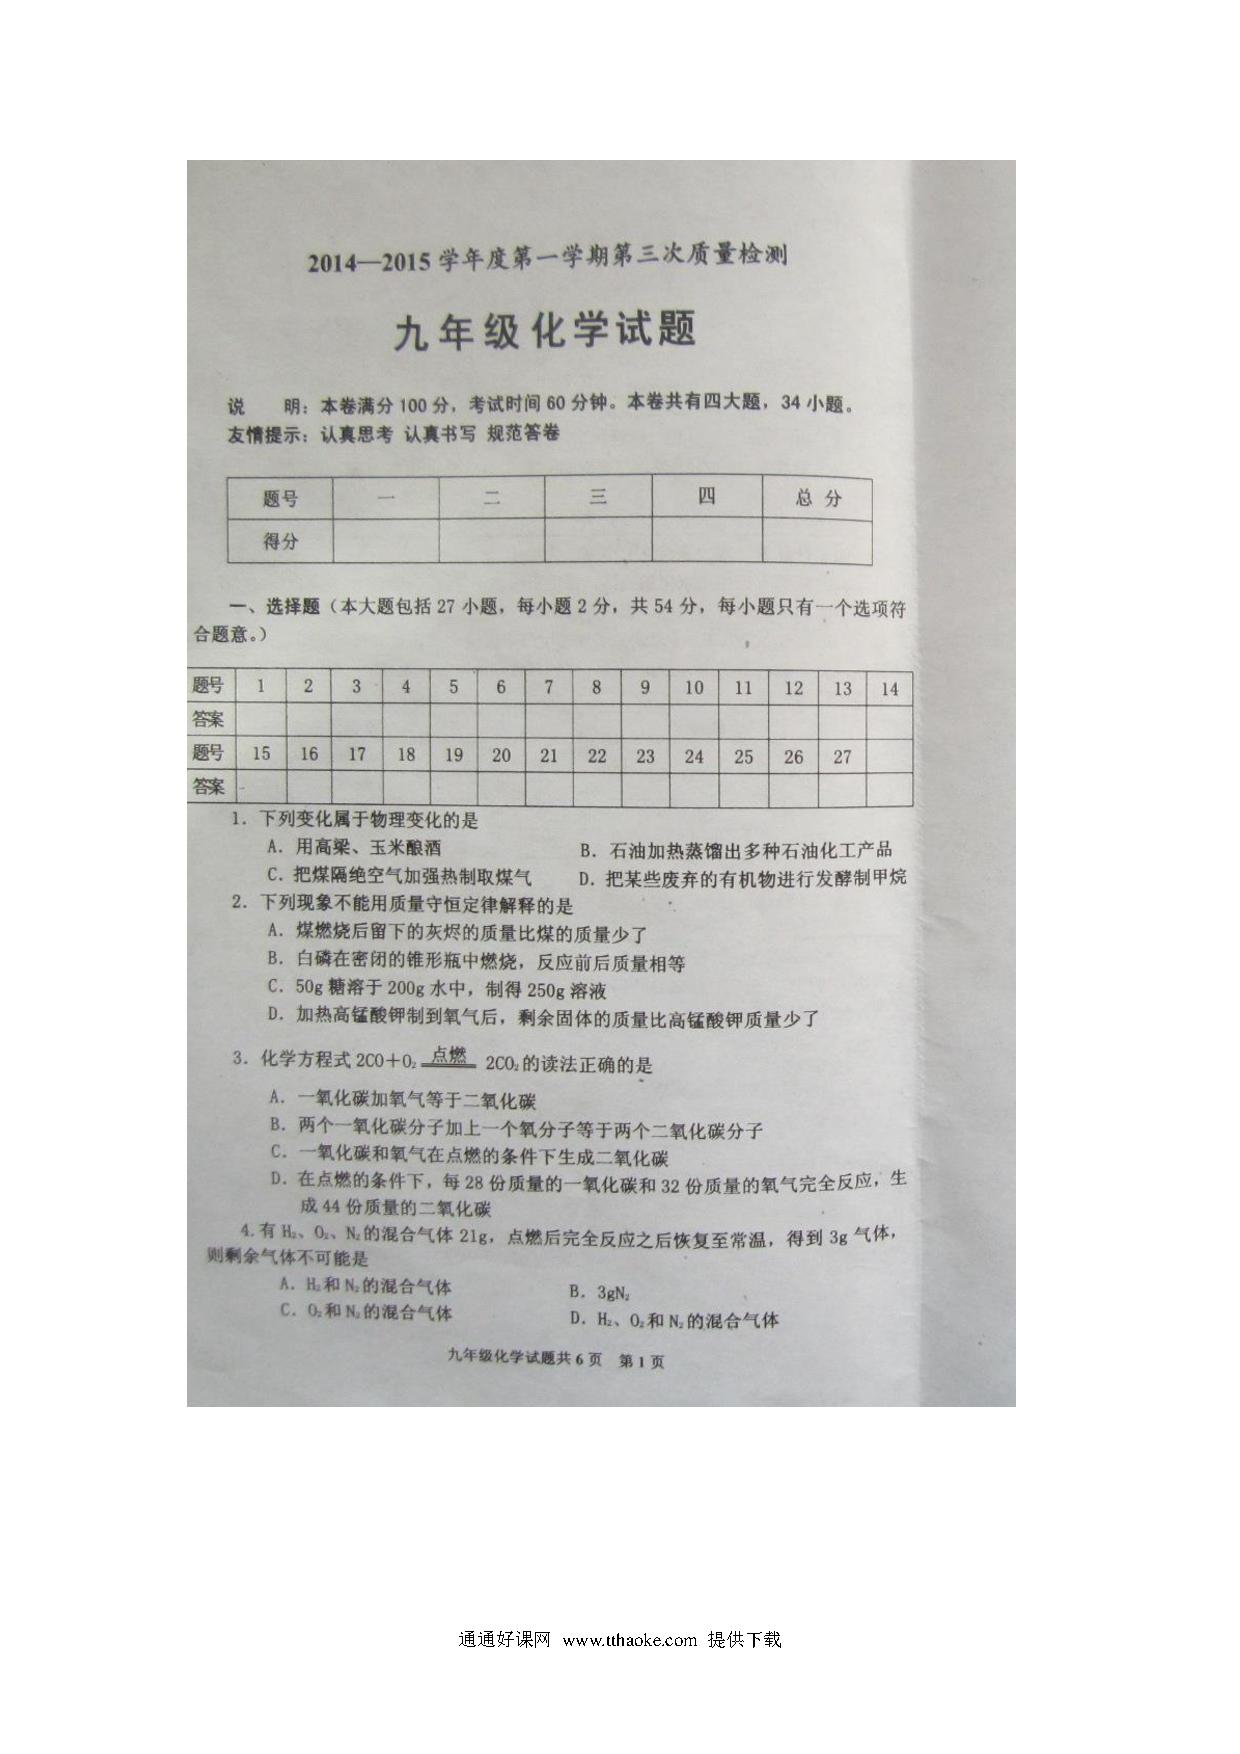 2014—2015学年度第一学期第三次质量检测
九年级化学试题
说 明：本卷满分100分，考试时间60分钟。本卷共有四大题，34小题。
友情提示：认真思考 认真书写 规范答卷
题号 一 二 三 四 总 分
得分
一、选择题（本大题包括27小题，每小题2分，共54分，每小题只有一个选项符
合题意。）
题号 1 2 3 4 5 6 7 8 9 10 11 12 13 14
答案
题号 15 16 17 18 19 20 21 22 23 24 25 26 27
答案
1．下列变化属于物理变化的是
A．用高梁、玉米酿酒 B．石油加热蒸馏出多种石油化工产品
C．把煤隔绝空气加强热制取煤气 D．把某些废弃的有机物进行发酵制甲烷
2．下列现象不能用质量守恒定律解释的是
A．煤燃烧后留下的灰烬的质量比煤的质量少了
B．白磷在密闭的锥形瓶中燃烧，反应前后质量相等
C．50g糖溶于200g水中，制得250g溶液
D．加热高锰酸钾制到氧气后，剩余固体的质量比高锰酸钾质量少了
3．化学方程式2CO＋O₂ 点燃 2CO₂的读法正确的是
A．一氧化碳加氧气等于二氧化碳
B．两个一氧化碳分子加上一个氧分子等于两个二氧化碳分子
C．一氧化碳和氧气在点燃的条件下生成二氧化碳
D．在点燃的条件下，每28份质量的一氧化碳和32份质量的氧气完全反应，生
成44份质量的二氧化碳
4.有H₂、O₂、N₂的混合气体21g，点燃后完全反应之后恢复至常温，得到3g气体，
则剩余气体不可能是
A．H₂和N₂的混合气体 B．3gN₂
C．O₂和N₂的混合气体 D．H₂、O₂和N₂的混合气体
九年级化学试题共6页 第1页
通通好课网 www.tthaoke.com 提供下载